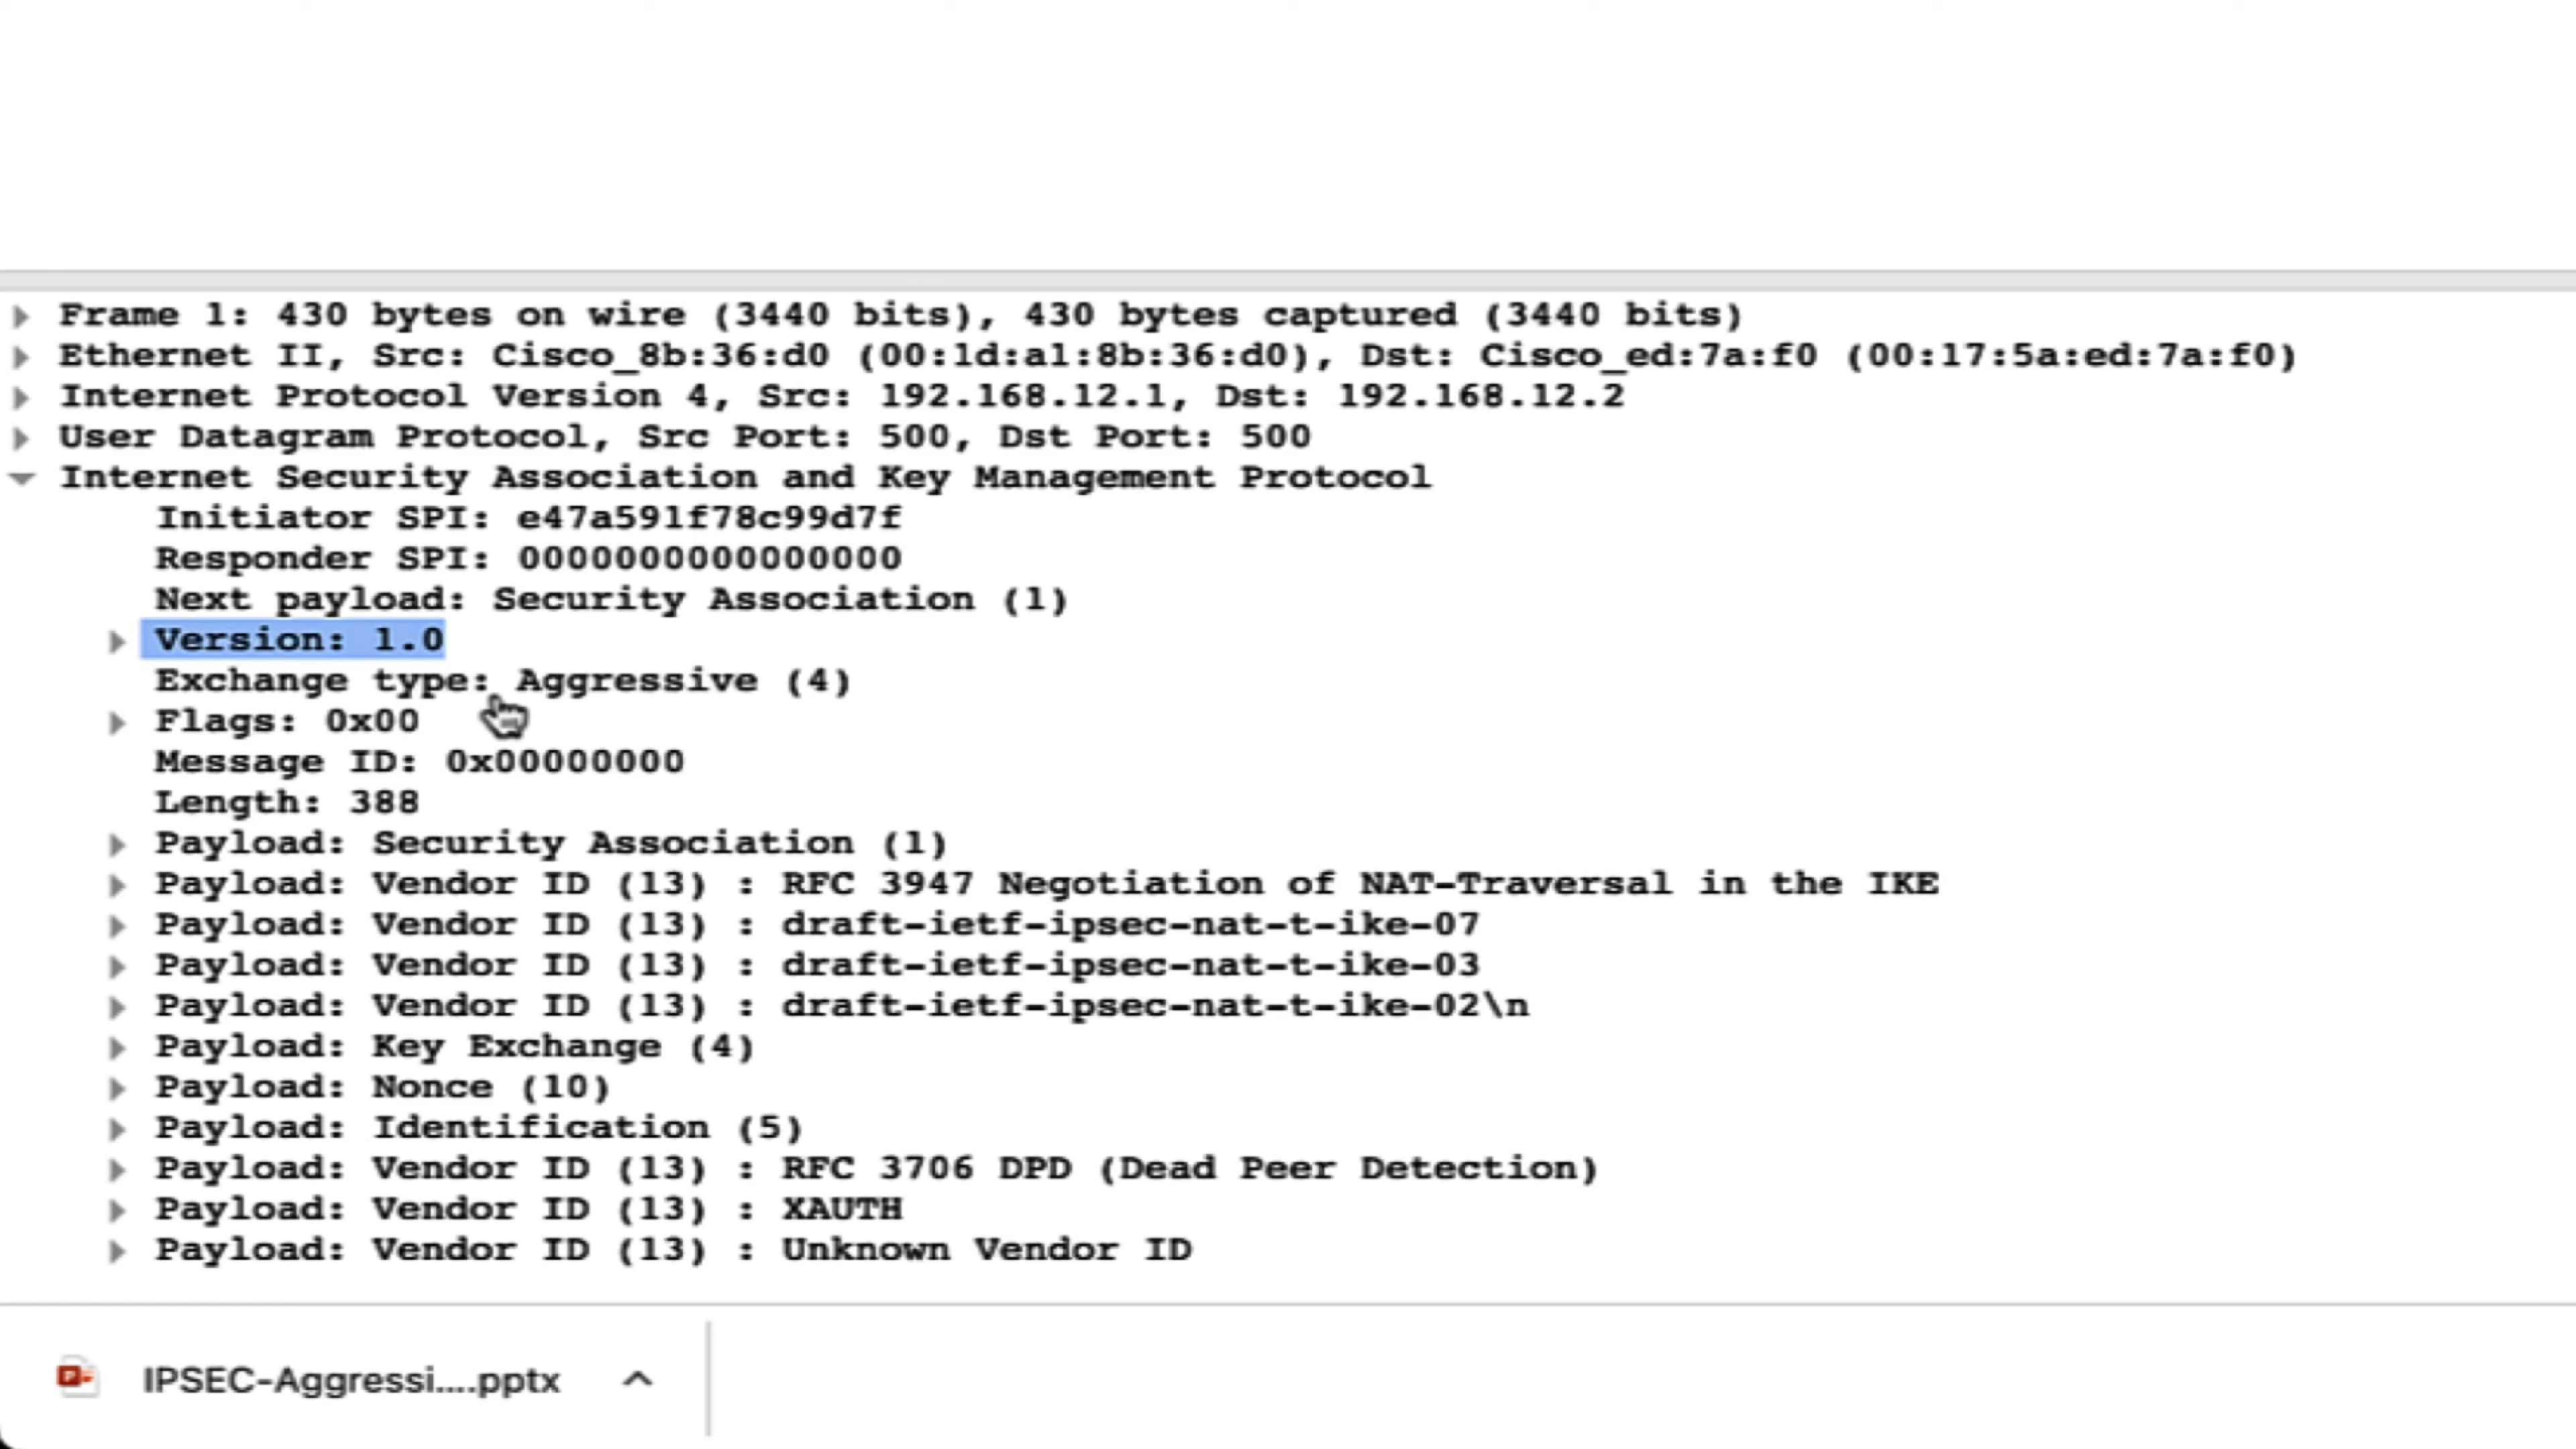 Frame 1: 430 bytes on wire (3440 bits), 430 bytes captured (3440 bits)
Ethernet II, Src: Cisco_8b:36:d0 (00:1d:a1:8b:36:d0), Dst: Cisco_ed:7a:f0 (00:17:5a:ed:7a:f0)
Internet Protocol Version 4, Src: 192.168.12.1, Dst: 192.168.12.2
User Datagram Protocol, Src Port: 500, Dst Port: 500
Internet Security Association and Key Management Protocol
Initiator SPI: e47a591f78c99d7f
Responder SPI: 0000000000000000
Next payload: Security Association (1)
Version: 1.0
Exchange type: Aggressive (4)
Flags: 0x00
Message ID: 0x00000000
Length: 388
Payload: Security Association (1)
Payload: Vendor ID (13) : RFC 3947 Negotiation of NAT-Traversal in the IKE
Payload: Vendor ID (13) : draft-ietf-ipsec-nat-t-ike-07
Payload: Vendor ID (13) : draft-ietf-ipsec-nat-t-ike-03
Payload: Vendor ID (13) : draft-ietf-ipsec-nat-t-ike-02\n
Payload: Key Exchange (4)
Payload: Nonce (10)
Payload: Identification (5)
Payload: Vendor ID (13) : RFC 3706 DPD (Dead Peer Detection)
Payload: Vendor ID (13) : XAUTH
Payload: Vendor ID (13) : Unknown Vendor ID
IPSEC-Aggressi....pptx